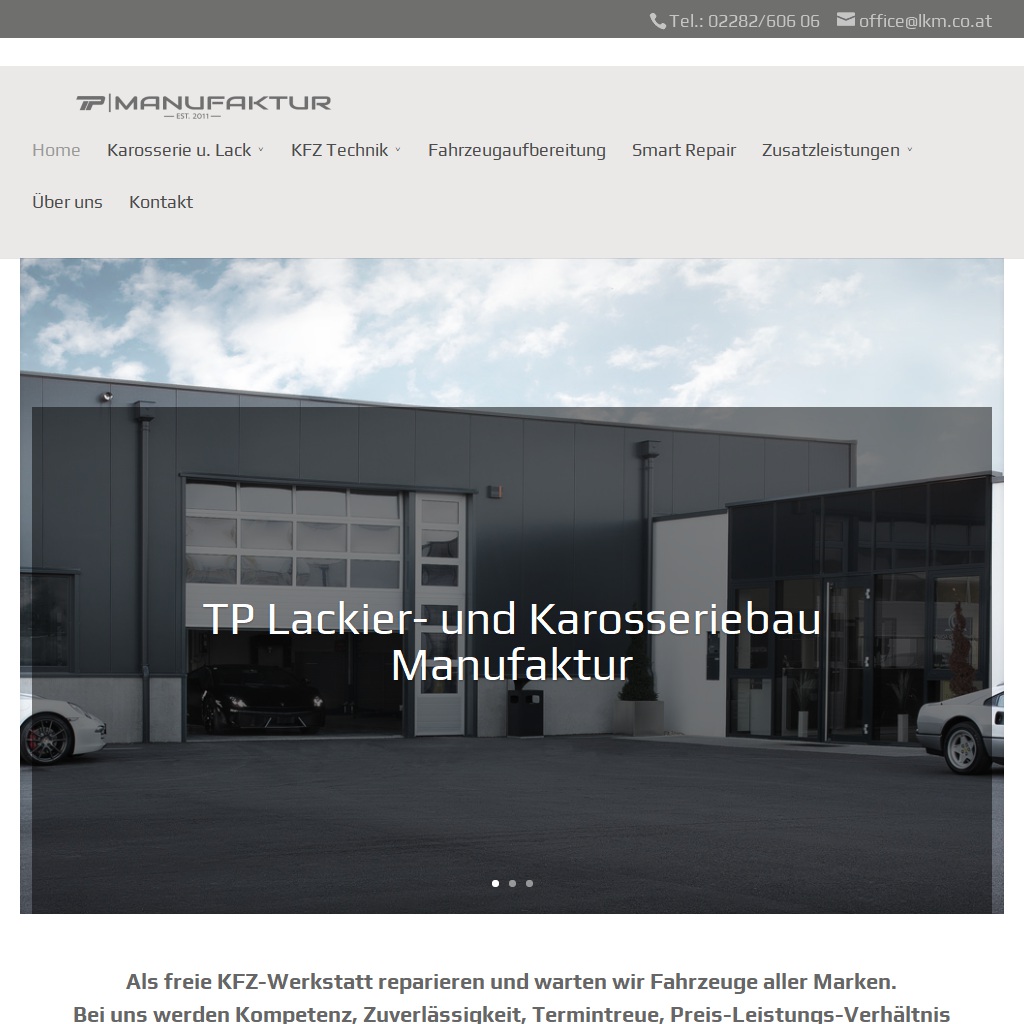 Tel.: 02282/606 06 office@lkm.co.at
TP MANUFAKTUR
EST. 2011
Home Karosserie u. Lack KFZ Technik Fahrzeugaufbereitung Smart Repair Zusatzleistungen
Über uns Kontakt
TP Lackier- und Karosseriebau
Manufaktur
Als freie KFZ-Werkstatt reparieren und warten wir Fahrzeuge aller Marken.
Bei uns werden Kompetenz, Zuverlässigkeit, Termintreue, Preis-Leistungs-Verhältnis